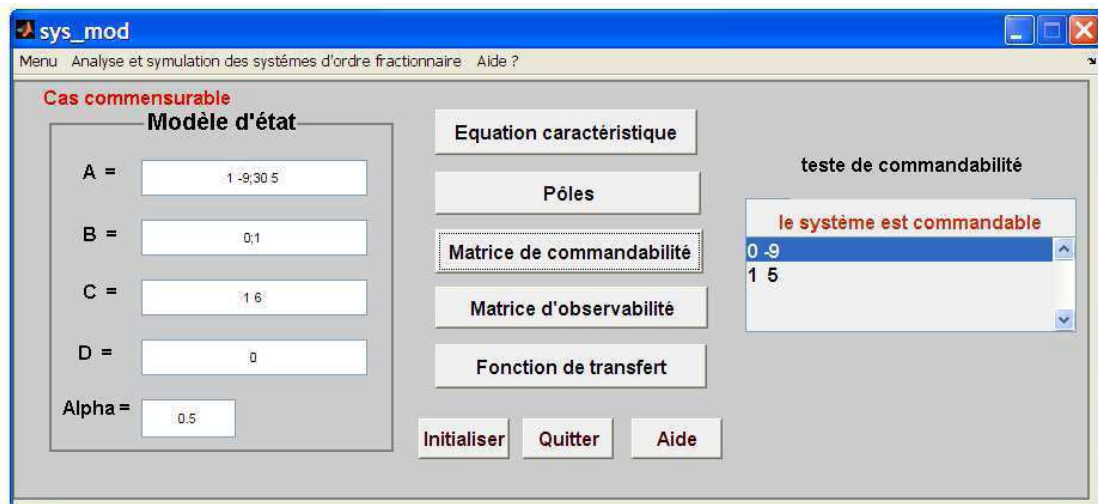 sys_mod
Menu Analyse et symulation des systémes d'ordre fractionnaire Aide ?
Cas commensurable
Modèle d'état
A = 1 -9;30 5
B = 0;1
C = 1 6
D = 0
Alpha = 0.5
Equation caractéristique
Pôles
Matrice de commandabilité
Matrice d'observabilité
Fonction de transfert
Initialiser Quitter Aide
teste de commandabilité
le système est commandable
0 -9
1 5